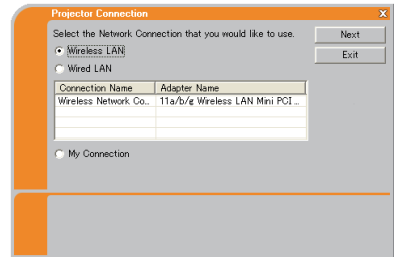 Projector Connection
X
Select the Network Connection that you would like to use.
Next
Wireless LAN
Exit
Wired LAN
Connection Name Adapter Name
Wireless Network Co... 11a/b/g Wireless LAN Mini PCI ...
My Connection